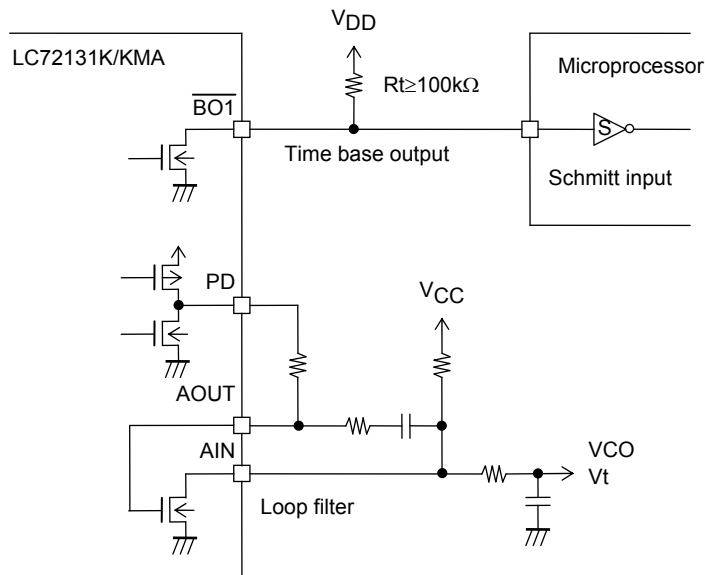 LC72131K/KMA
BO1
VDD
Rt≥100kΩ
Time base output
Microprocessor
S
Schmitt input
PD
VCC
AOUT
AIN
Loop filter
VCO
Vt